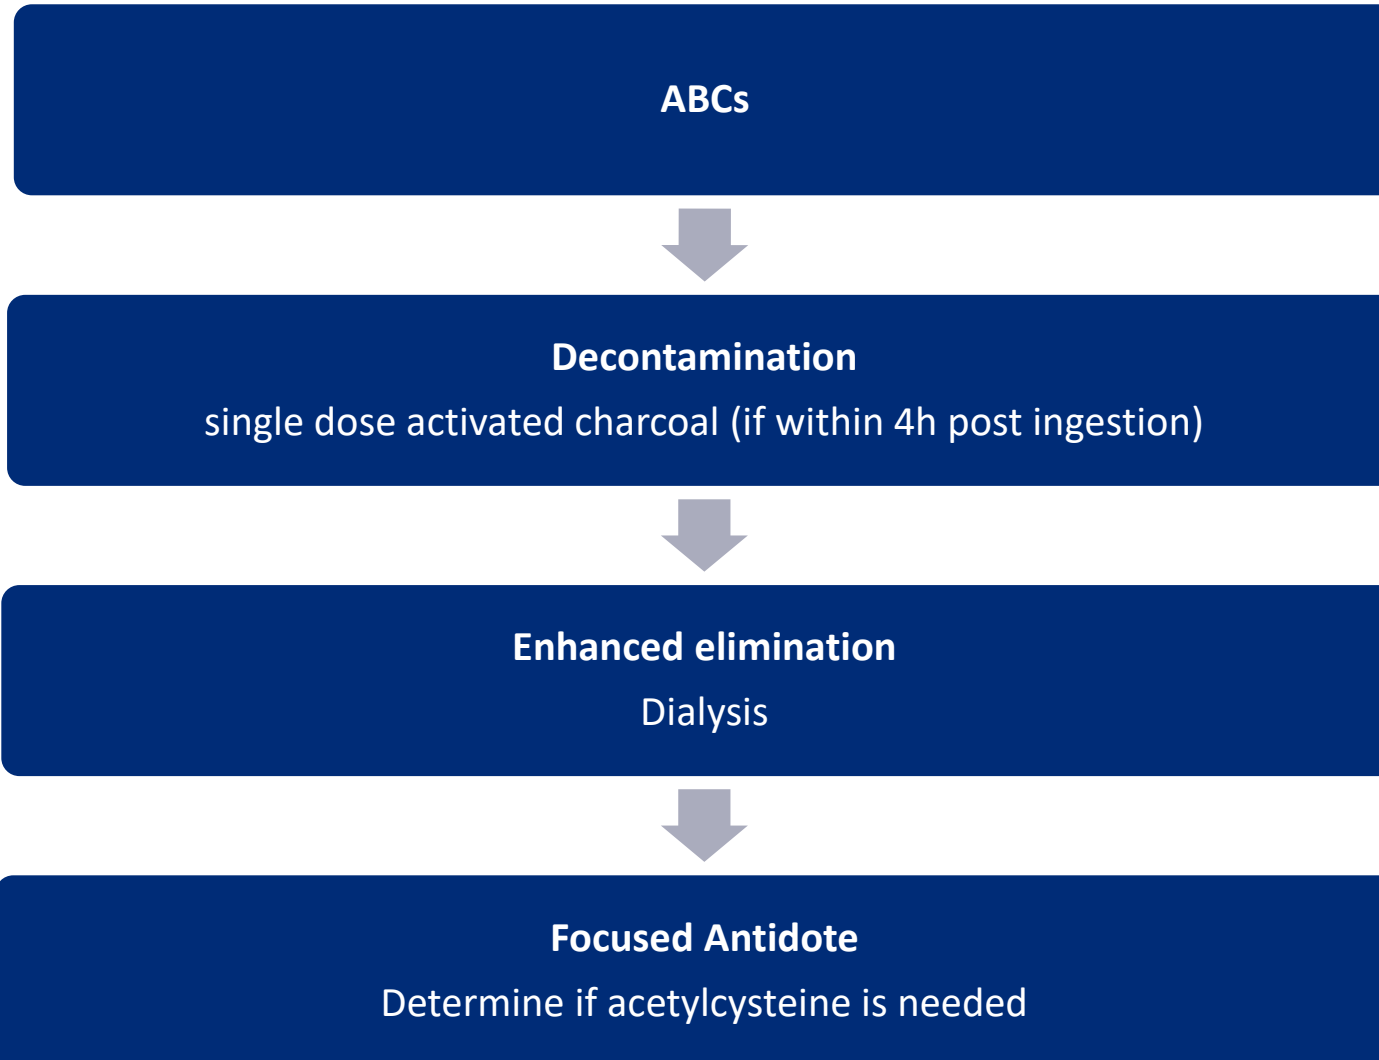 ABCs
Decontamination
single dose activated charcoal (if within 4h post ingestion)
Enhanced elimination
Dialysis
Focused Antidote
Determine if acetylcysteine is needed